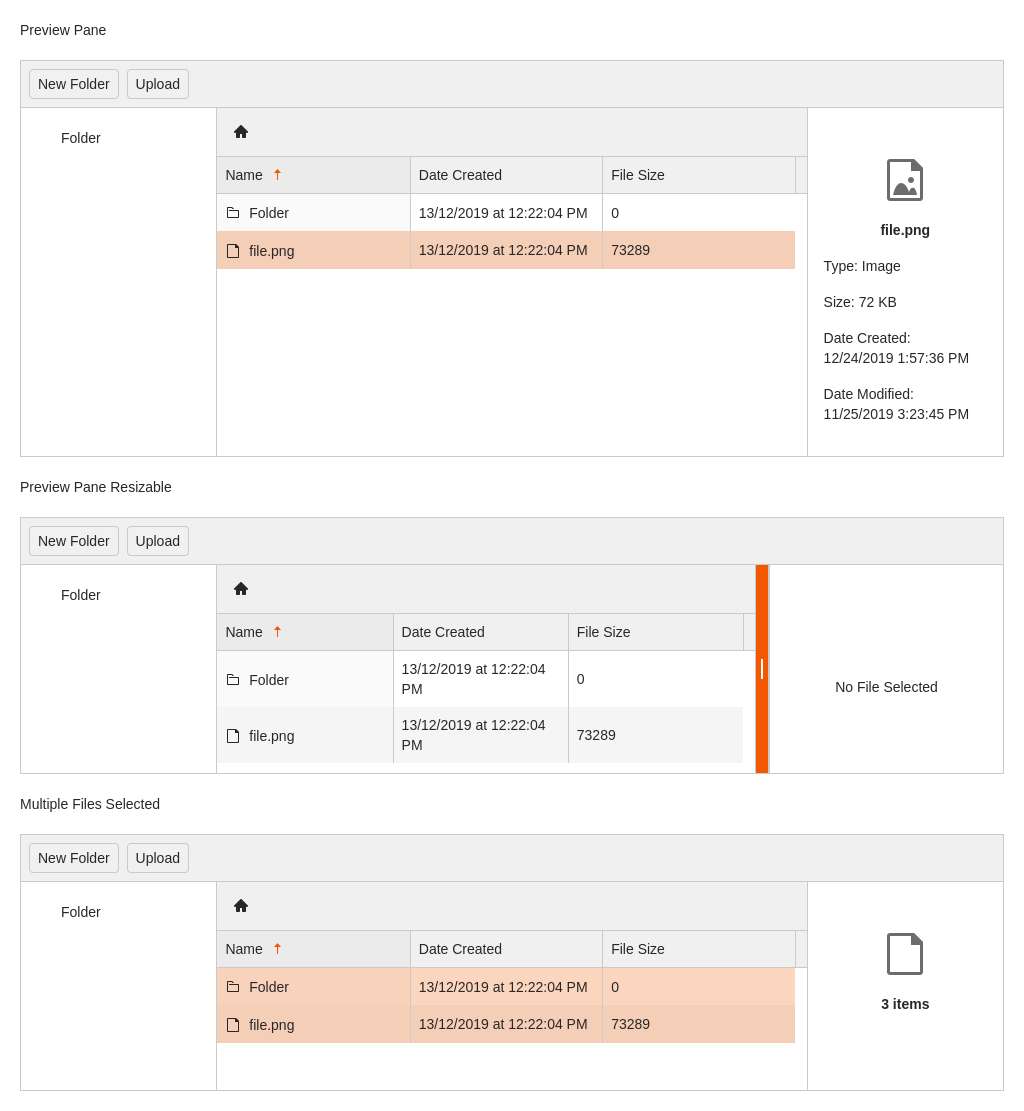 Preview Pane
New Folder Upload
Folder
Name Date Created File Size
Folder 13/12/2019 at 12:22:04 PM 0
file.png 13/12/2019 at 12:22:04 PM 73289
file.png
Type: Image
Size: 72 KB
Date Created:
12/24/2019 1:57:36 PM
Date Modified:
11/25/2019 3:23:45 PM
Preview Pane Resizable
New Folder Upload
Folder
Name Date Created File Size
Folder 13/12/2019 at 12:22:04 0
PM
file.png 13/12/2019 at 12:22:04 73289
PM
No File Selected
Multiple Files Selected
New Folder Upload
Folder
Name Date Created File Size
Folder 13/12/2019 at 12:22:04 PM 0
file.png 13/12/2019 at 12:22:04 PM 73289
3 items